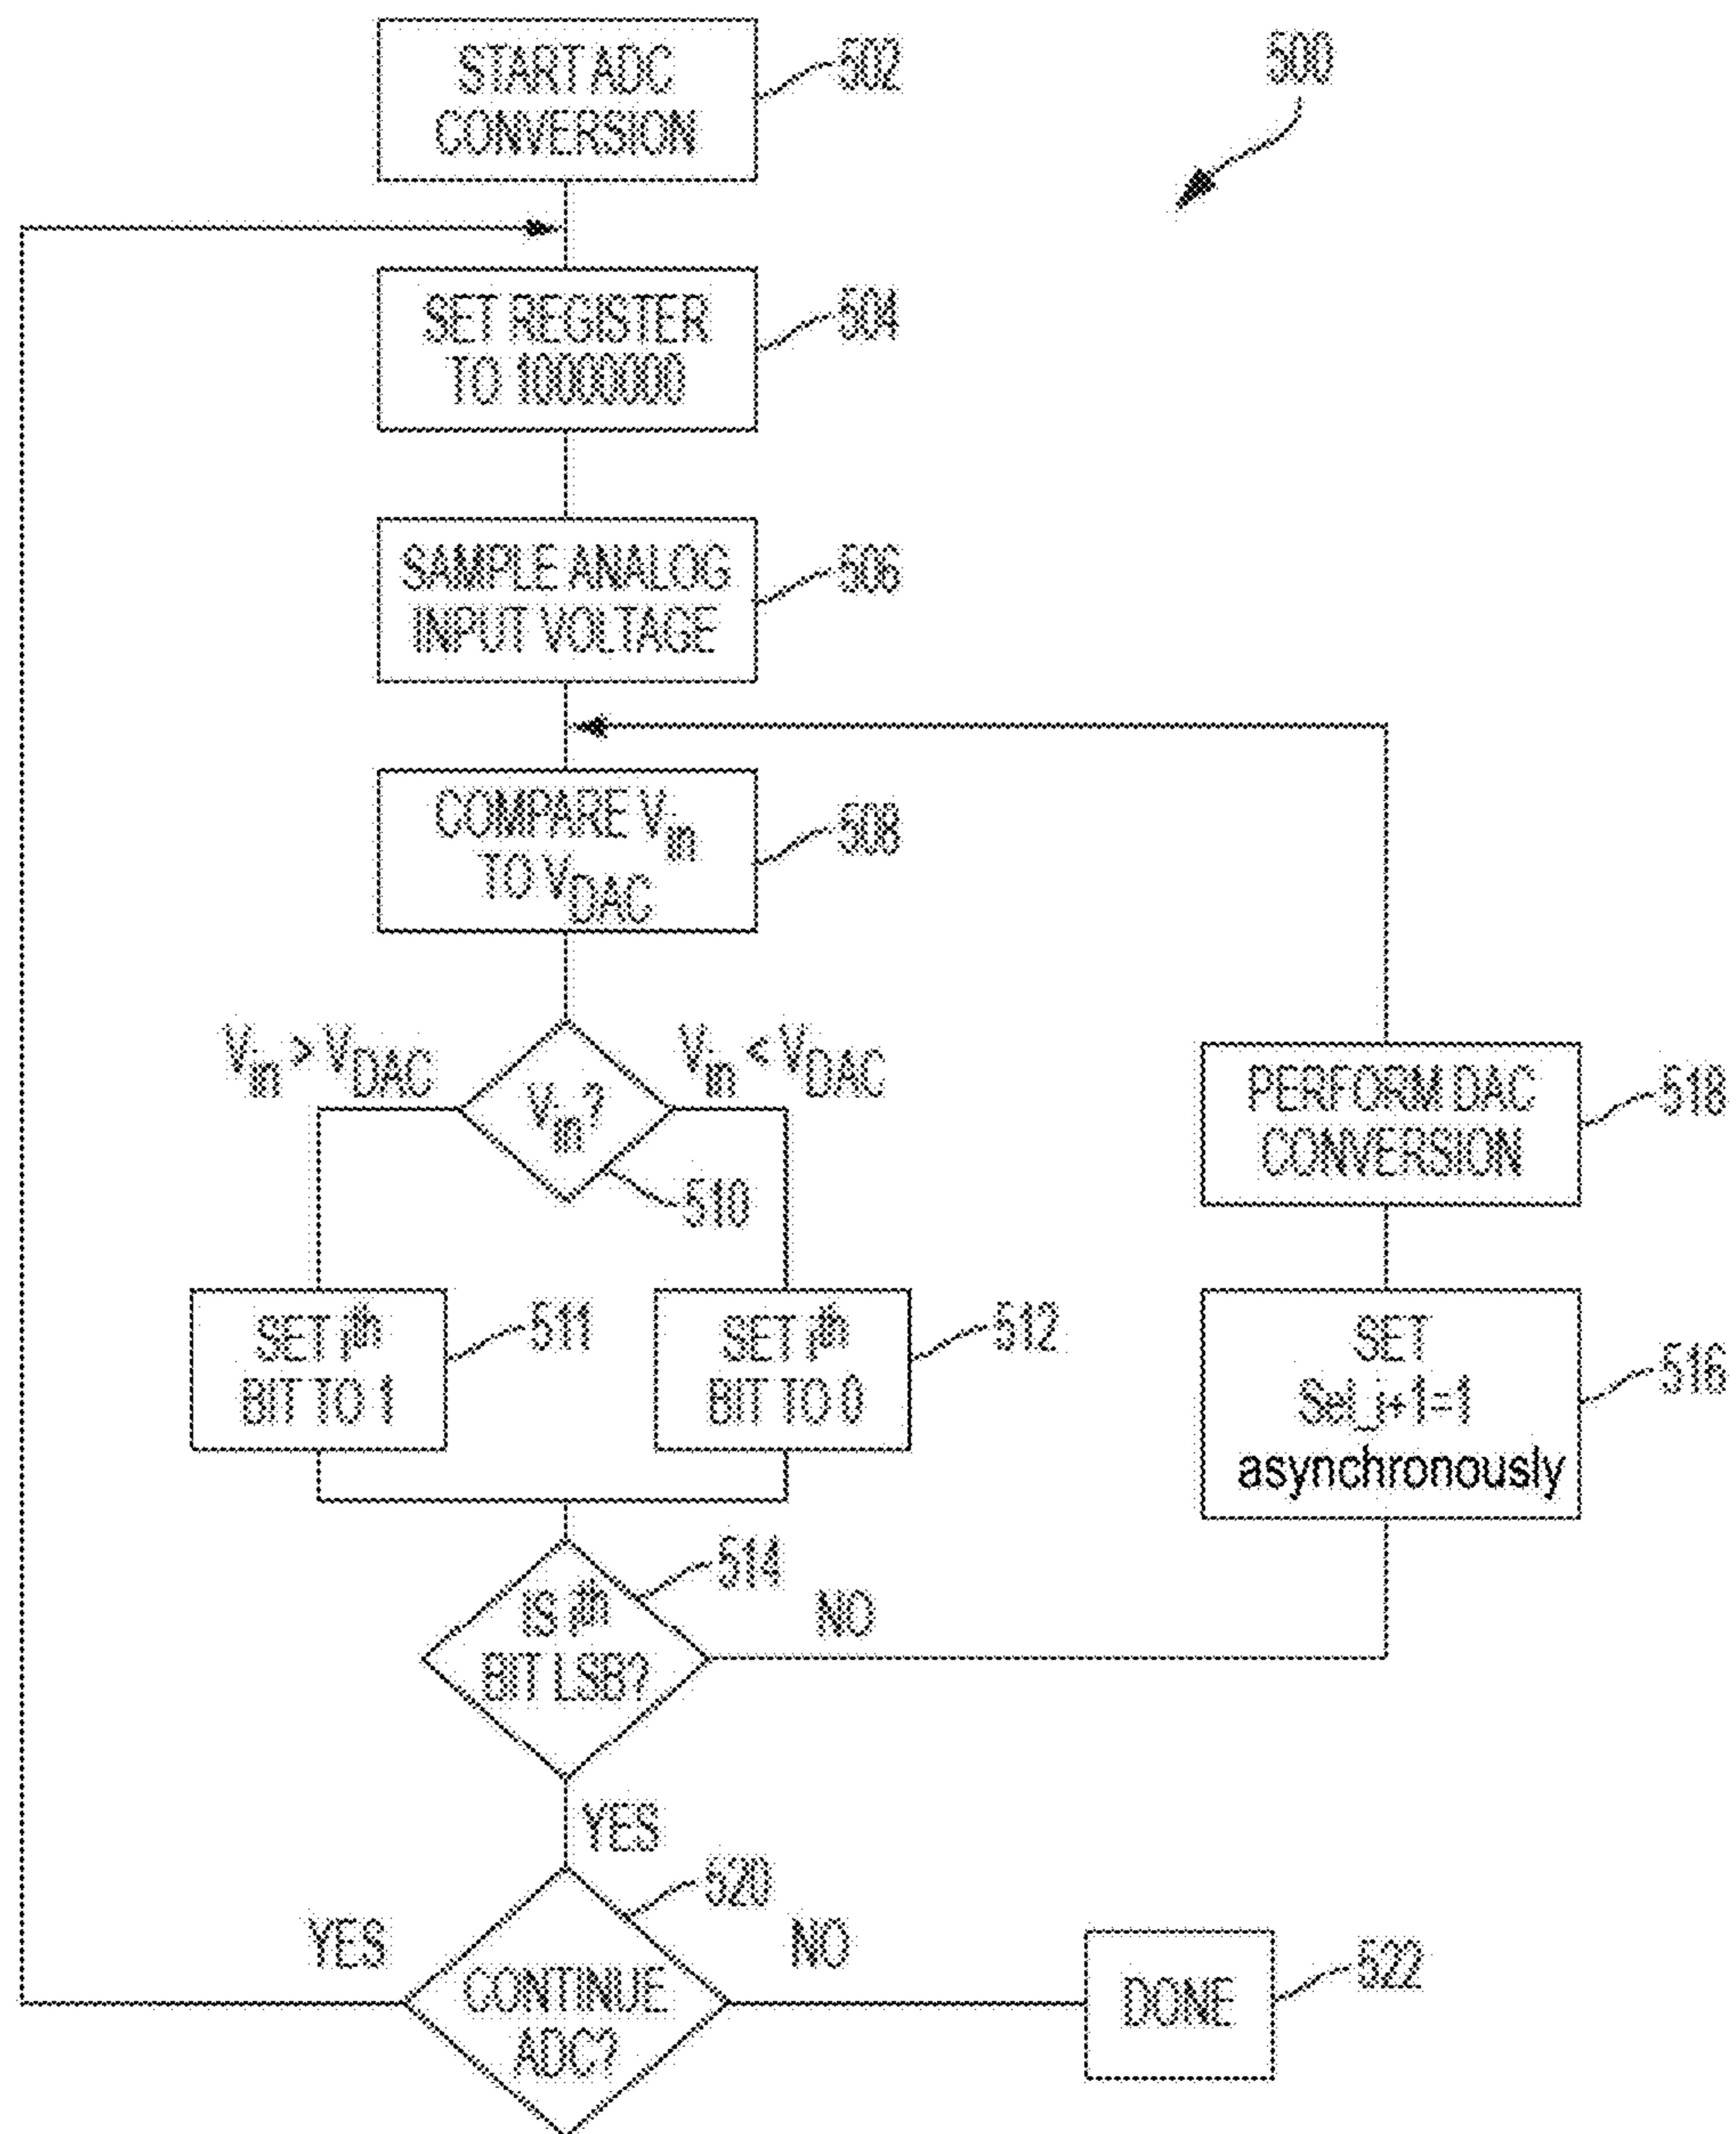 START ADC
CONVERSION
502
500
SET REGISTER
TO 10000000
504
SAMPLE ANALOG
INPUT VOLTAGE
506
COMPARE Vin
TO VDAC
508
Vin > VDAC
Vin < VDAC
Vin?
510
PERFORM DAC
CONVERSION
518
SET ith
BIT TO 1
511
SET ith
BIT TO 0
512
SET
Sel_i+1=1
asynchronously
516
IS ith
BIT LSB?
514
NO
YES
520
YES
CONTINUE
ADC?
NO
DONE
522